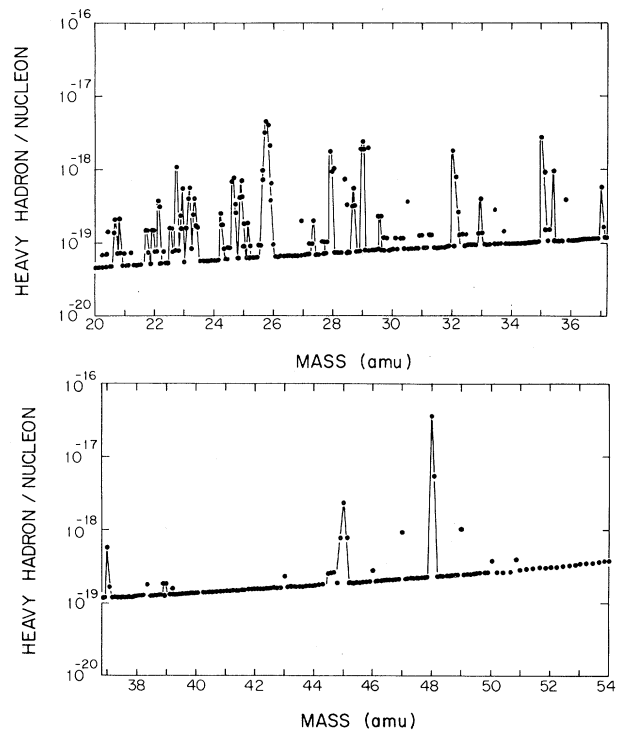 HEAVY HADRON / NUCLEON
10^-16
10^-17
10^-18
10^-19
10^-20
20 22 24 26 28 30 32 34 36
MASS (amu)
HEAVY HADRON / NUCLEON
10^-16
10^-17
10^-18
10^-19
10^-20
38 40 42 44 46 48 50 52 54
MASS (amu)